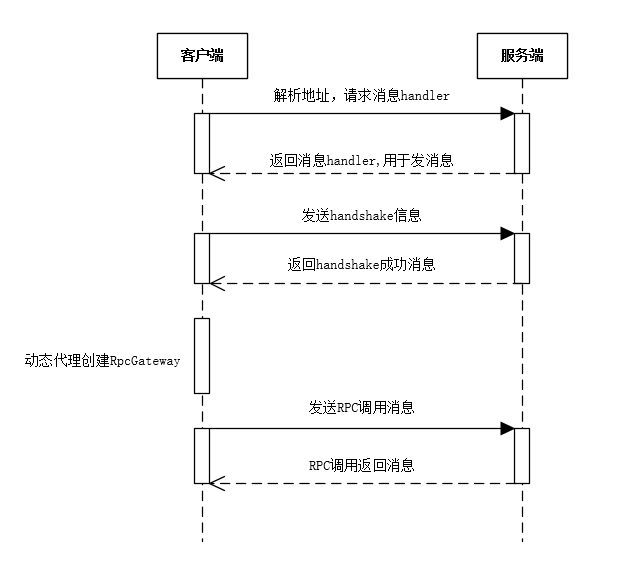 客户端
服务端
解析地址，请求消息handler
返回消息handler,用于发消息
发送handshake信息
返回handshake成功消息
动态代理创建RpcGateway
发送RPC调用消息
RPC调用返回消息